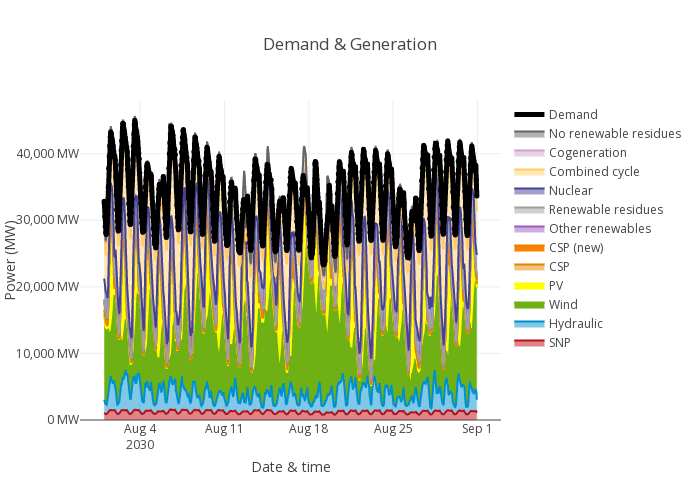 Demand & Generation
Demand
No renewable residues
Cogeneration
Combined cycle
Nuclear
Renewable residues
Other renewables
CSP (new)
CSP
PV
Wind
Hydraulic
SNP
Power (MW)
40,000 MW
30,000 MW
20,000 MW
10,000 MW
0 MW
Aug 4 Aug 11 Aug 18 Aug 25 Sep 1
2030
Date & time